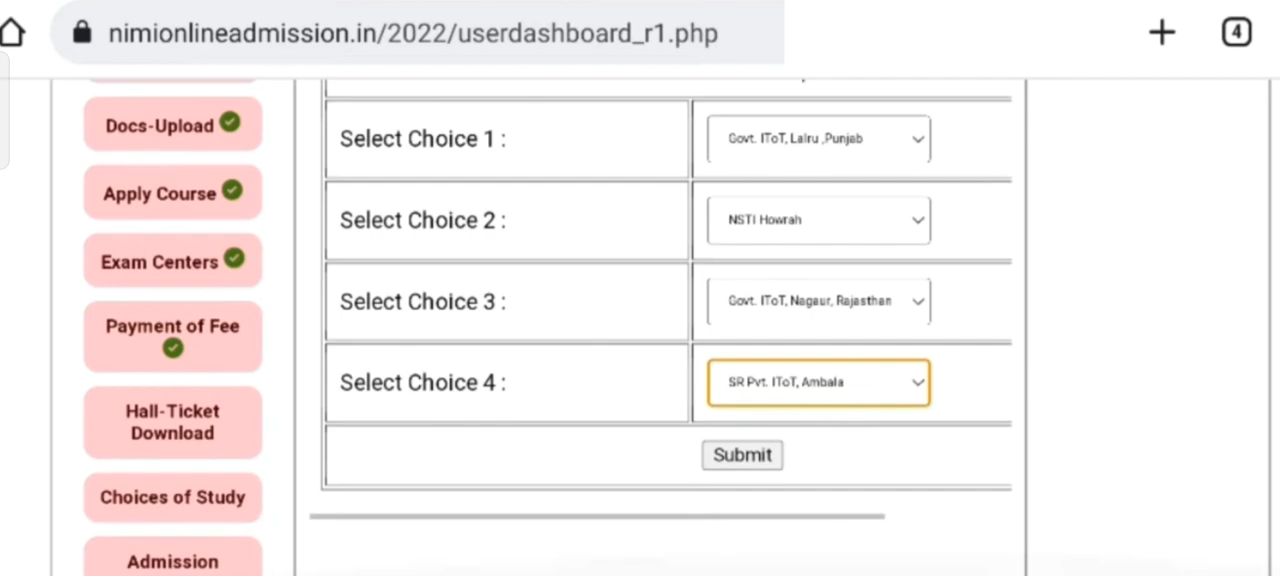 nimionlineadmission.in/2022/userdashboard_r1.php
4
Docs-Upload
Apply Course
Exam Centers
Payment of Fee
Hall-Ticket
Download
Choices of Study
Admission
Select Choice 1 :
Govt. IToT, Lalru ,Punjab
Select Choice 2 :
NSTI Howrah
Select Choice 3 :
Govt. IToT, Nagaur, Rajasthan
Select Choice 4 :
SR Pvt. IToT, Ambala
Submit